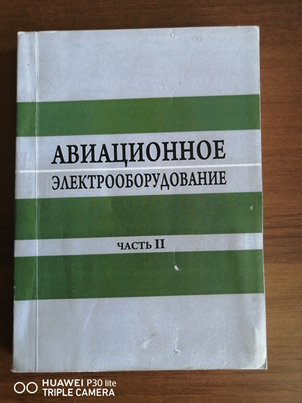 АВИАЦИОННОЕ
ЭЛЕКТРООБОРУДОВАНИЕ
ЧАСТЬ II
HUAWEI P30 lite
TRIPLE CAMERA